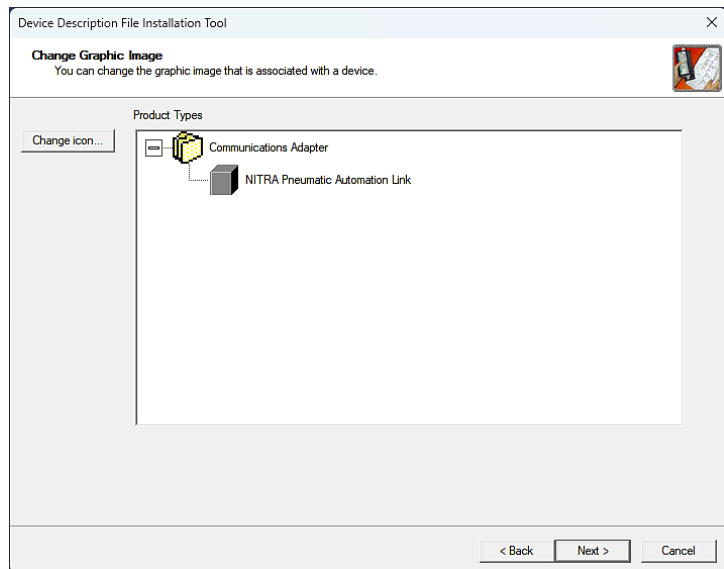 Device Description File Installation Tool
Change Graphic Image
You can change the graphic image that is associated with a device.
Product Types
Change icon...
Communications Adapter
NITRA Pneumatic Automation Link
< Back
Next >
Cancel